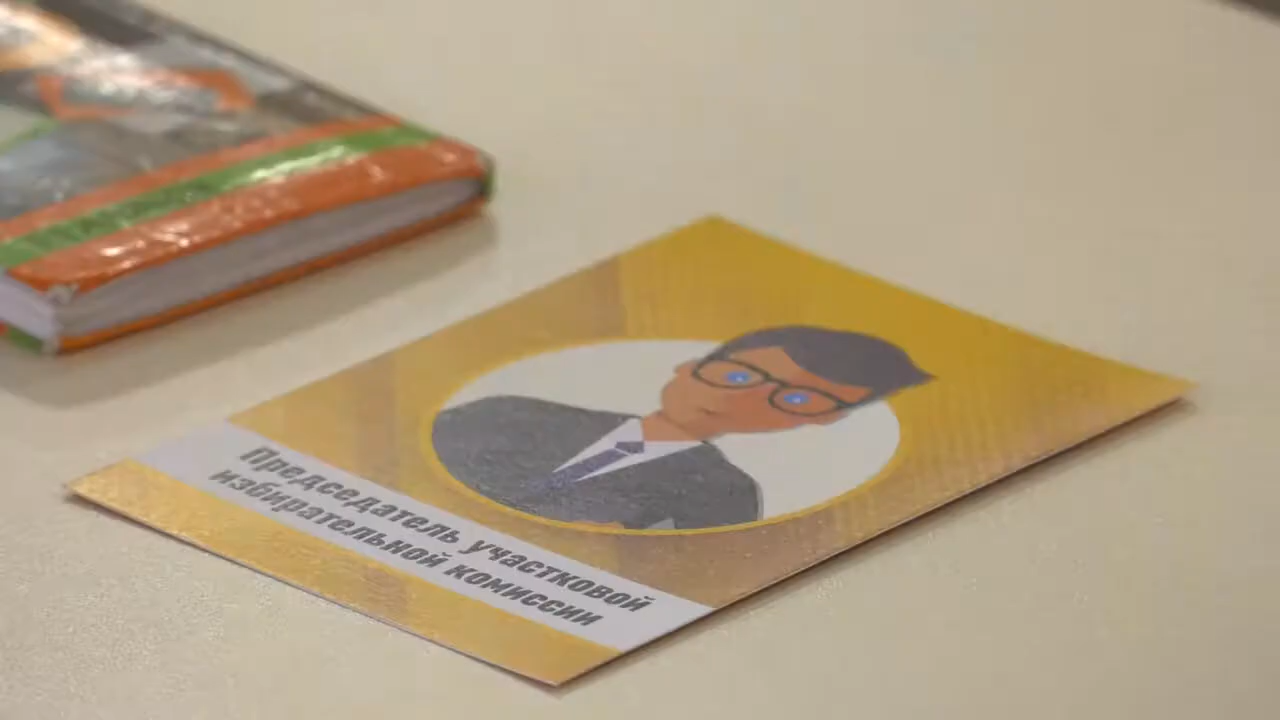 Председатель участковой
избирательной комиссии